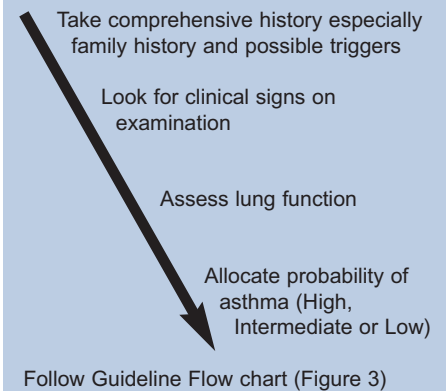 Take comprehensive history especially
family history and possible triggers
Look for clinical signs on
examination
Assess lung function
Allocate probability of
asthma (High,
Intermediate or Low)
Follow Guideline Flow chart (Figure 3)